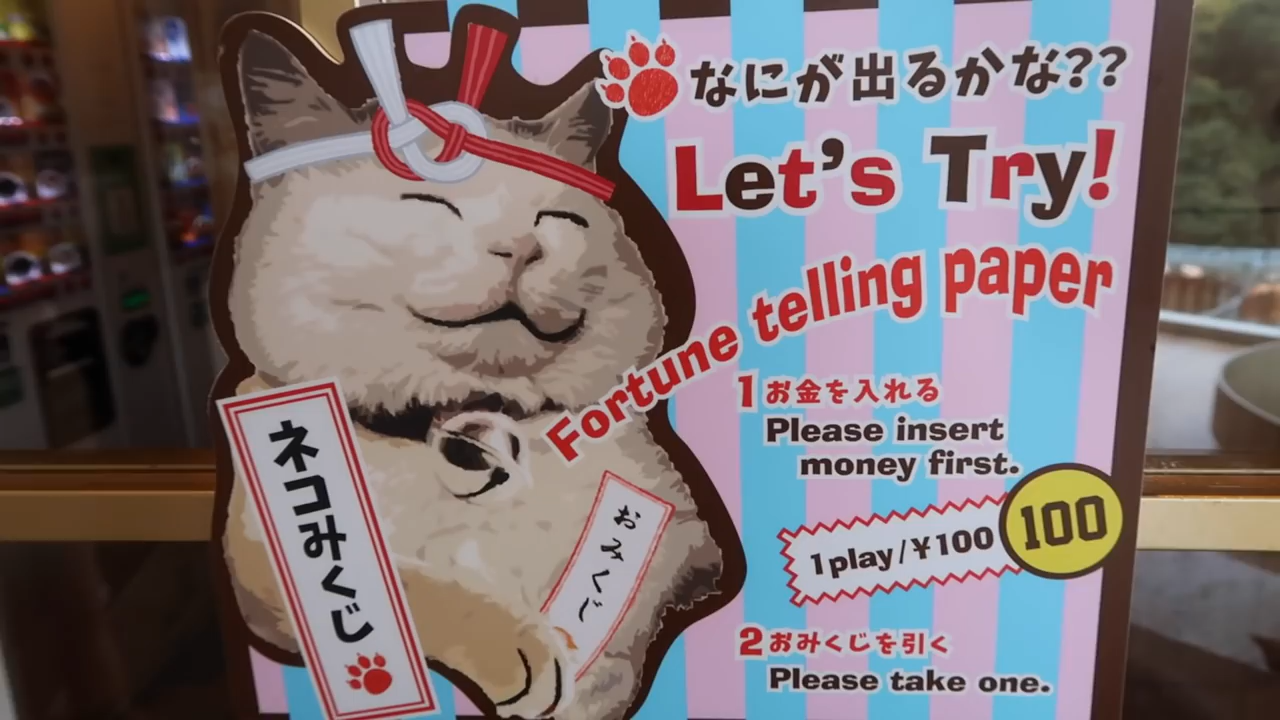 なにが出るかな??
Let's Try!
Fortune telling paper
1 お金を入れる
Please insert
money first.
1play/¥100
100
2 おみくじを引く
Please take one.
ネコみくじ
おみくじ